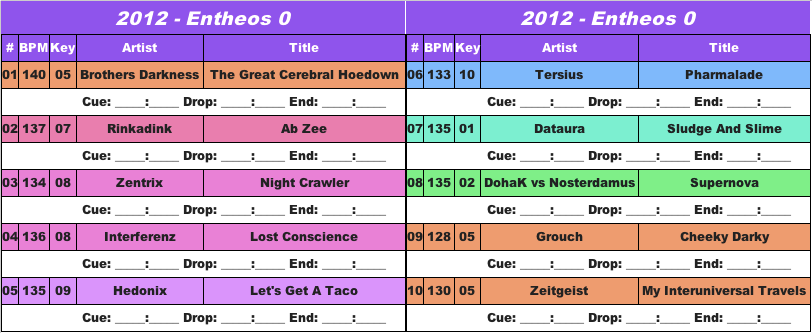 2012 - Entheos 0
# BPM Key Artist Title
01 140 05 Brothers Darkness The Great Cerebral Hoedown
Cue: ____:____ Drop: ____:____ End: ____:____
02 137 07 Rinkadink Ab Zee
Cue: ____:____ Drop: ____:____ End: ____:____
03 134 08 Zentrix Night Crawler
Cue: ____:____ Drop: ____:____ End: ____:____
04 136 08 Interferenz Lost Conscience
Cue: ____:____ Drop: ____:____ End: ____:____
05 135 09 Hedonix Let's Get A Taco
Cue: ____:____ Drop: ____:____ End: ____:____
2012 - Entheos 0
# BPM Key Artist Title
06 133 10 Tersius Pharmalade
Cue: ____:____ Drop: ____:____ End: ____:____
07 135 01 Dataura Sludge And Slime
Cue: ____:____ Drop: ____:____ End: ____:____
08 135 02 DohaK vs Nosterdamus Supernova
Cue: ____:____ Drop: ____:____ End: ____:____
09 128 05 Grouch Cheeky Darky
Cue: ____:____ Drop: ____:____ End: ____:____
10 130 05 Zeitgeist My Interuniversal Travels
Cue: ____:____ Drop: ____:____ End: ____:____